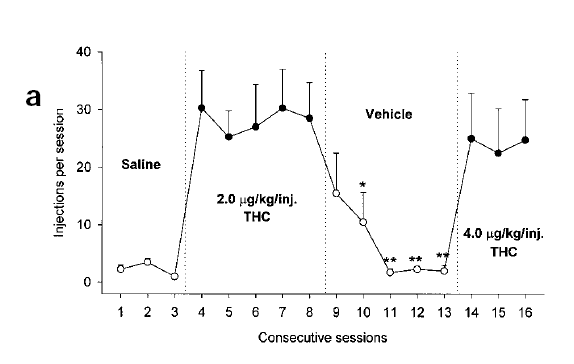 a
Injections per session
40
30
20
10
0
Saline
2.0 µg/kg/inj.
THC
Vehicle
*
**
**
**
4.0 µg/kg/inj.
THC
1 2 3 4 5 6 7 8 9 10 11 12 13 14 15 16
Consecutive sessions